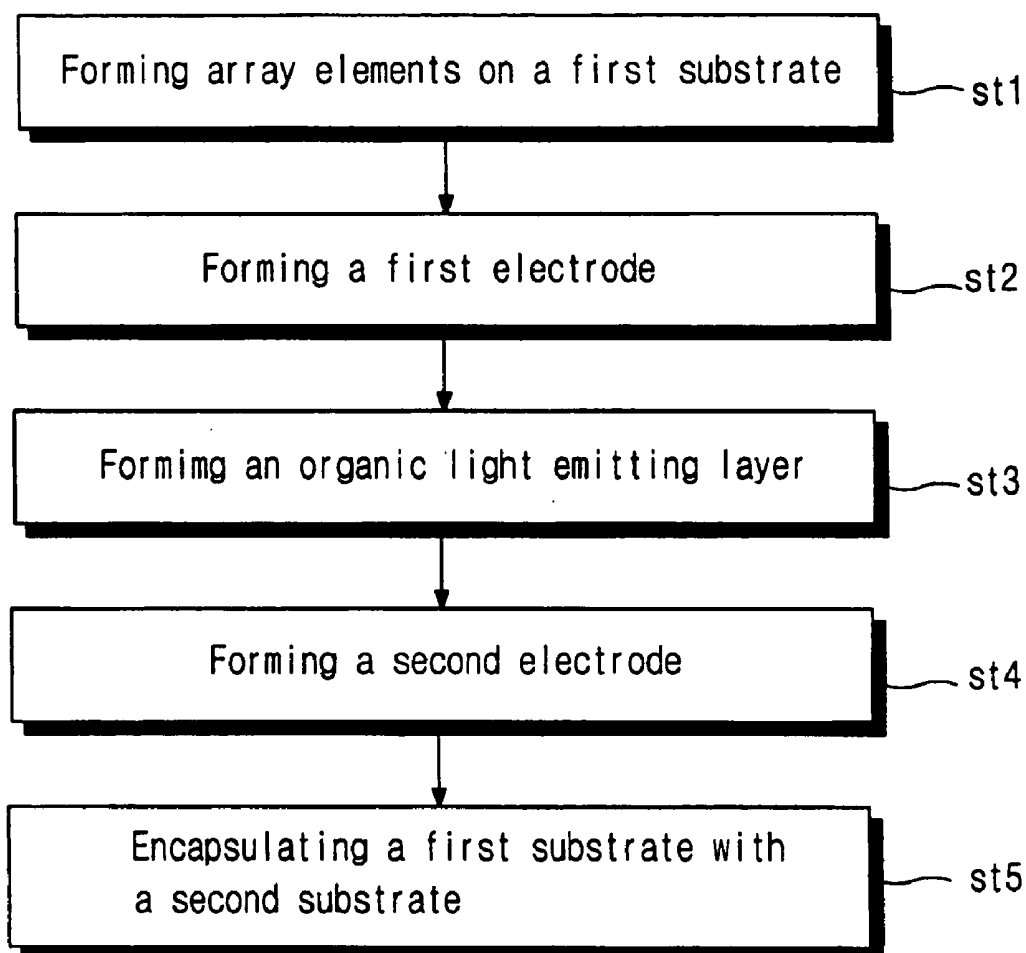 Forming array elements on a first substrate
st1
Forming a first electrode
st2
Formimg an organic light emitting layer
st3
Forming a second electrode
st4
Encapsulating a first substrate with
a second substrate
st5